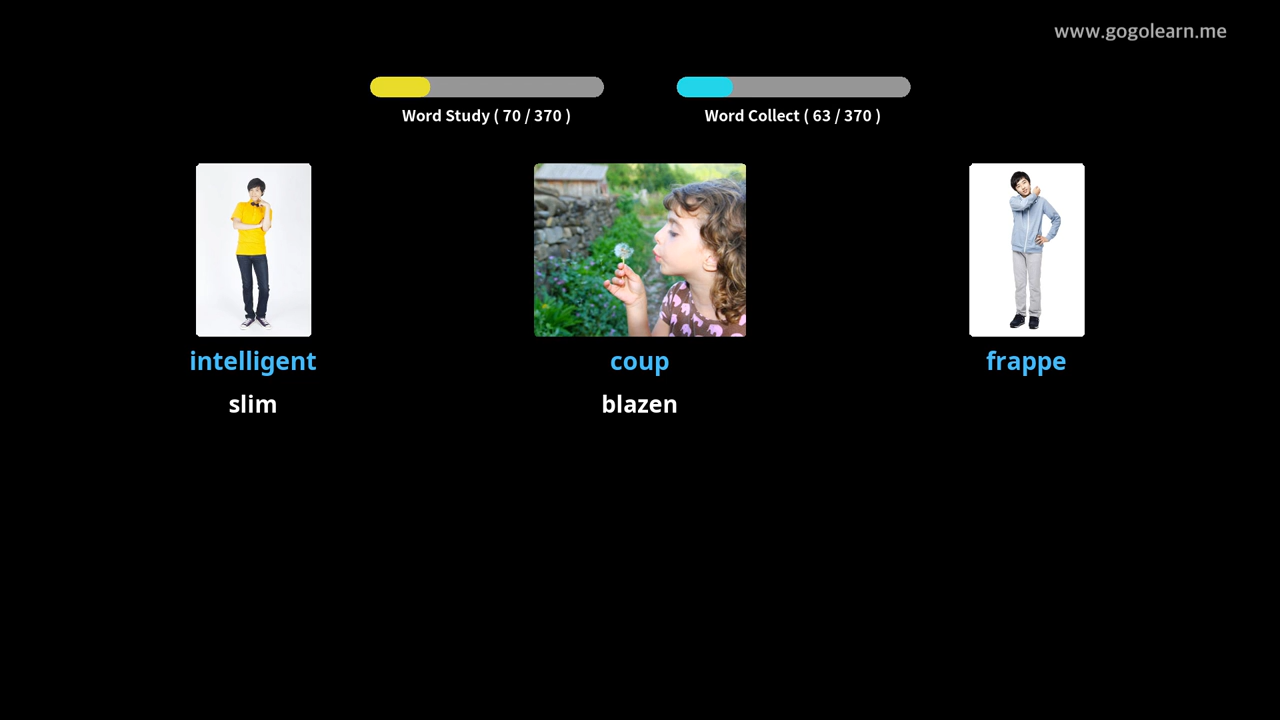 www.gogolearn.me
Word Study ( 70 / 370 )
Word Collect ( 63 / 370 )
intelligent
coup
frappe
slim
blazen